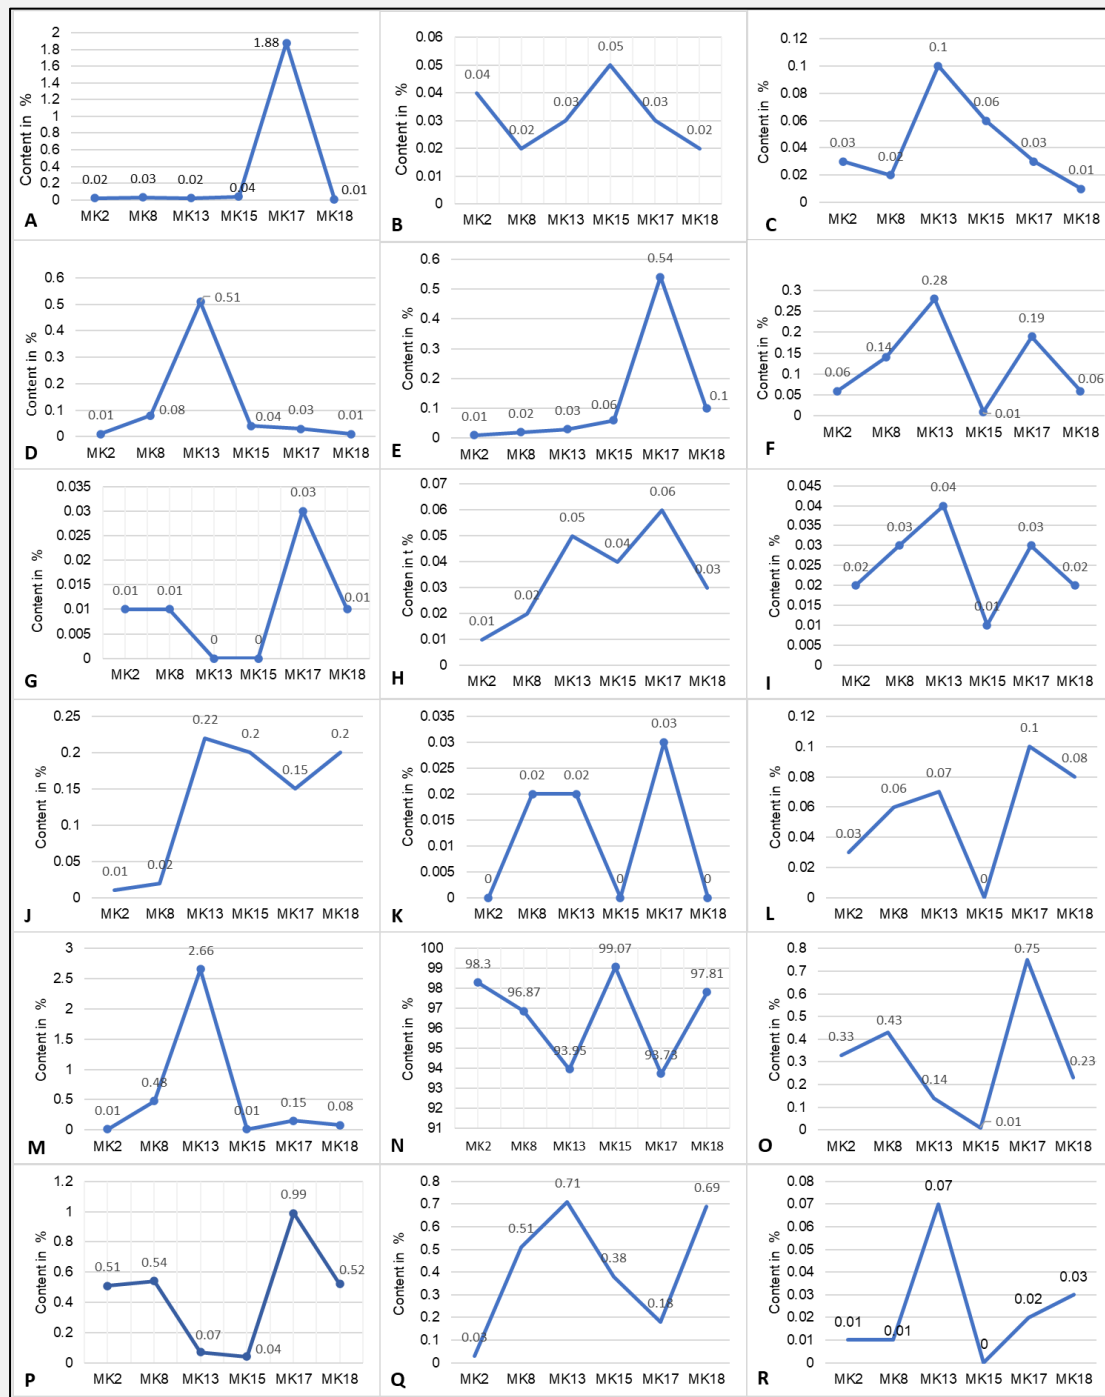 A
Content in %
2
1.8
1.6
1.4
1.2
1
0.8
0.6
0.4
0.2
0
0.02 0.03 0.02 0.04 1.88 0.01
MK2 MK8 MK13 MK15 MK17 MK18
B
Content in %
0.06
0.05
0.04
0.03
0.02
0.01
0
0.04 0.02 0.03 0.05 0.03 0.02
MK2 MK8 MK13 MK15 MK17 MK18
C
Content in %
0.12
0.1
0.08
0.06
0.04
0.02
0
0.03 0.02 0.1 0.06 0.03 0.01
MK2 MK8 MK13 MK15 MK17 MK18
D
Content in %
0.6
0.5
0.4
0.3
0.2
0.1
0
0.01 0.08 0.51 0.04 0.03 0.01
MK2 MK8 MK13 MK15 MK17 MK18
E
Content in %
0.6
0.5
0.4
0.3
0.2
0.1
0
0.01 0.02 0.03 0.06 0.54 0.1
MK2 MK8 MK13 MK15 MK17 MK18
F
Content in %
0.3
0.25
0.2
0.15
0.1
0.05
0
0.06 0.14 0.28 0.01 0.19 0.06
MK2 MK8 MK13 MK15 MK17 MK18
G
Content in %
0.035
0.03
0.025
0.02
0.015
0.01
0.005
0
0.01 0.01 0 0 0.03 0.01
MK2 MK8 MK13 MK15 MK17 MK18
H
Conten in t %
0.07
0.06
0.05
0.04
0.03
0.02
0.01
0
0.01 0.02 0.05 0.04 0.06 0.03
MK2 MK8 MK13 MK15 MK17 MK18
I
Content in %
0.045
0.04
0.035
0.03
0.025
0.02
0.015
0.01
0.005
0
0.02 0.03 0.04 0.01 0.03 0.02
MK2 MK8 MK13 MK15 MK17 MK18
J
Content in %
0.25
0.2
0.15
0.1
0.05
0
0.01 0.02 0.22 0.2 0.15 0.2
MK2 MK8 MK13 MK15 MK17 MK18
K
Content in %
0.035
0.03
0.025
0.02
0.015
0.01
0.005
0
0 0.02 0.02 0 0.03 0
MK2 MK8 MK13 MK15 MK17 MK18
L
Content in %
0.12
0.1
0.08
0.06
0.04
0.02
0
0.03 0.06 0.07 0 0.1 0.08
MK2 MK8 MK13 MK15 MK17 MK18
M
Content in %
3
2.5
2
1.5
1
0.5
0
0.01 0.48 2.66 0.01 0.15 0.08
MK2 MK8 MK13 MK15 MK17 MK18
N
Content in %
100
99
98
97
96
95
94
93
92
91
98.3 96.87 93.95 99.07 93.73 97.81
MK2 MK8 MK13 MK15 MK17 MK18
O
Content in %
0.8
0.7
0.6
0.5
0.4
0.3
0.2
0.1
0
0.33 0.43 0.14 0.01 0.75 0.23
MK2 MK8 MK13 MK15 MK17 MK18
P
Content in %
1.2
1
0.8
0.6
0.4
0.2
0
0.51 0.54 0.07 0.04 0.99 0.52
MK2 MK8 MK13 MK15 MK17 MK18
Q
Content in %
0.8
0.7
0.6
0.5
0.4
0.3
0.2
0.1
0
0.03 0.51 0.71 0.38 0.18 0.69
MK2 MK8 MK13 MK15 MK17 MK18
R
Content in %
0.08
0.07
0.06
0.05
0.04
0.03
0.02
0.01
0
0.01 0.01 0.07 0 0.02 0.03
MK2 MK8 MK13 MK15 MK17 MK18